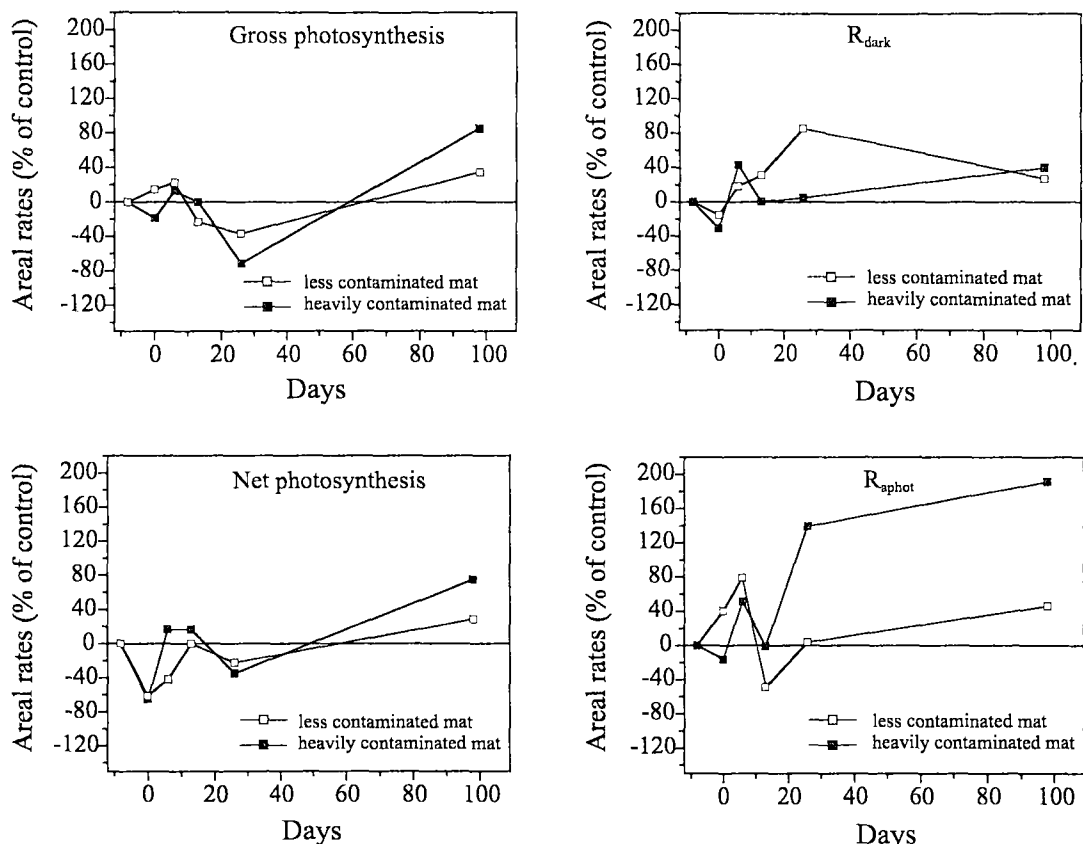 Gross photosynthesis
Areal rates (% of control)
200
160
120
80
40
0
-40
-80
-120
less contaminated mat
heavily contaminated mat
0 20 40 60 80 100
Days
R_dark
Areal rates (% of control)
200
160
120
80
40
0
-40
-80
-120
less contaminated mat
heavily contaminated mat
0 20 40 60 80 100.
Days
Net photosynthesis
Areal rates (% of control)
200
160
120
80
40
0
-40
-80
-120
less contaminated mat
heavily contaminated mat
0 20 40 60 80 100
Days
R_aphot
Areal rates (% of control)
200
160
120
80
40
0
-40
-80
-120
less contaminated mat
heavily contaminated mat
0 20 40 60 80 100
Days